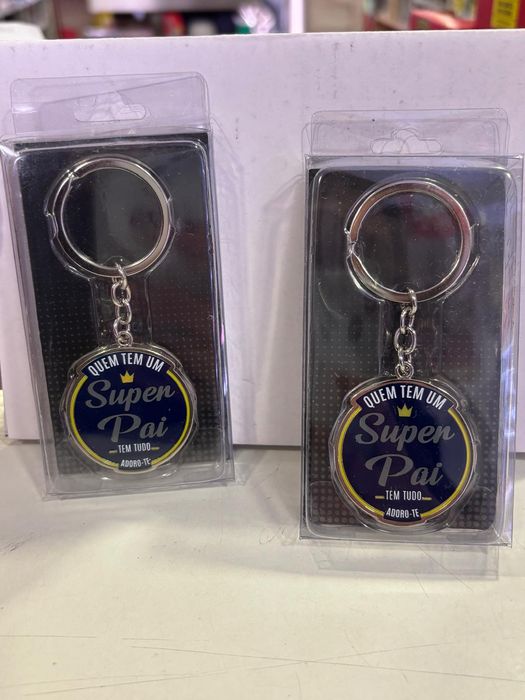 QUEM TEM UM
Super
Pai
TEM TUDO
ADORO-TE
QUEM TEM UM
Super
Pai
TEM TUDO
ADORO-TE